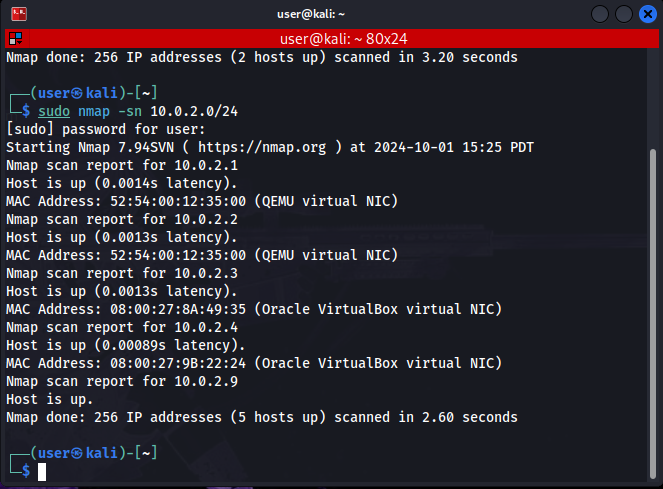 user@kali: ~
user@kali: ~ 80x24
Nmap done: 256 IP addresses (2 hosts up) scanned in 3.20 seconds
┌──(user㉿kali)-[~]
└─$ sudo nmap -sn 10.0.2.0/24
[sudo] password for user:
Starting Nmap 7.94SVN ( https://nmap.org ) at 2024-10-01 15:25 PDT
Nmap scan report for 10.0.2.1
Host is up (0.0014s latency).
MAC Address: 52:54:00:12:35:00 (QEMU virtual NIC)
Nmap scan report for 10.0.2.2
Host is up (0.0013s latency).
MAC Address: 52:54:00:12:35:00 (QEMU virtual NIC)
Nmap scan report for 10.0.2.3
Host is up (0.0013s latency).
MAC Address: 08:00:27:8A:49:35 (Oracle VirtualBox virtual NIC)
Nmap scan report for 10.0.2.4
Host is up (0.00089s latency).
MAC Address: 08:00:27:9B:22:24 (Oracle VirtualBox virtual NIC)
Nmap scan report for 10.0.2.9
Host is up.
Nmap done: 256 IP addresses (5 hosts up) scanned in 2.60 seconds
┌──(user㉿kali)-[~]
└─$